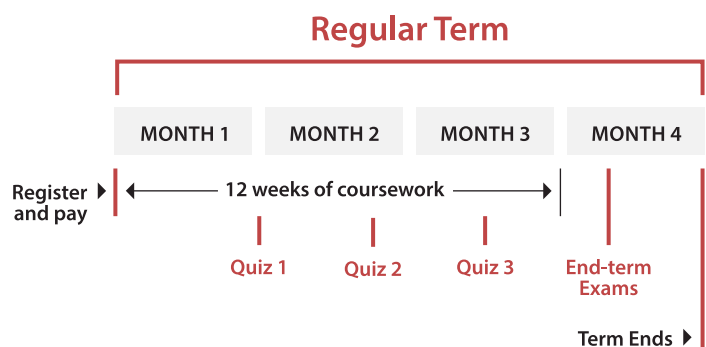 Regular Term
MONTH 1
MONTH 2
MONTH 3
MONTH 4
Register
and pay
12 weeks of coursework
Quiz 1
Quiz 2
Quiz 3
End-term
Exams
Term Ends